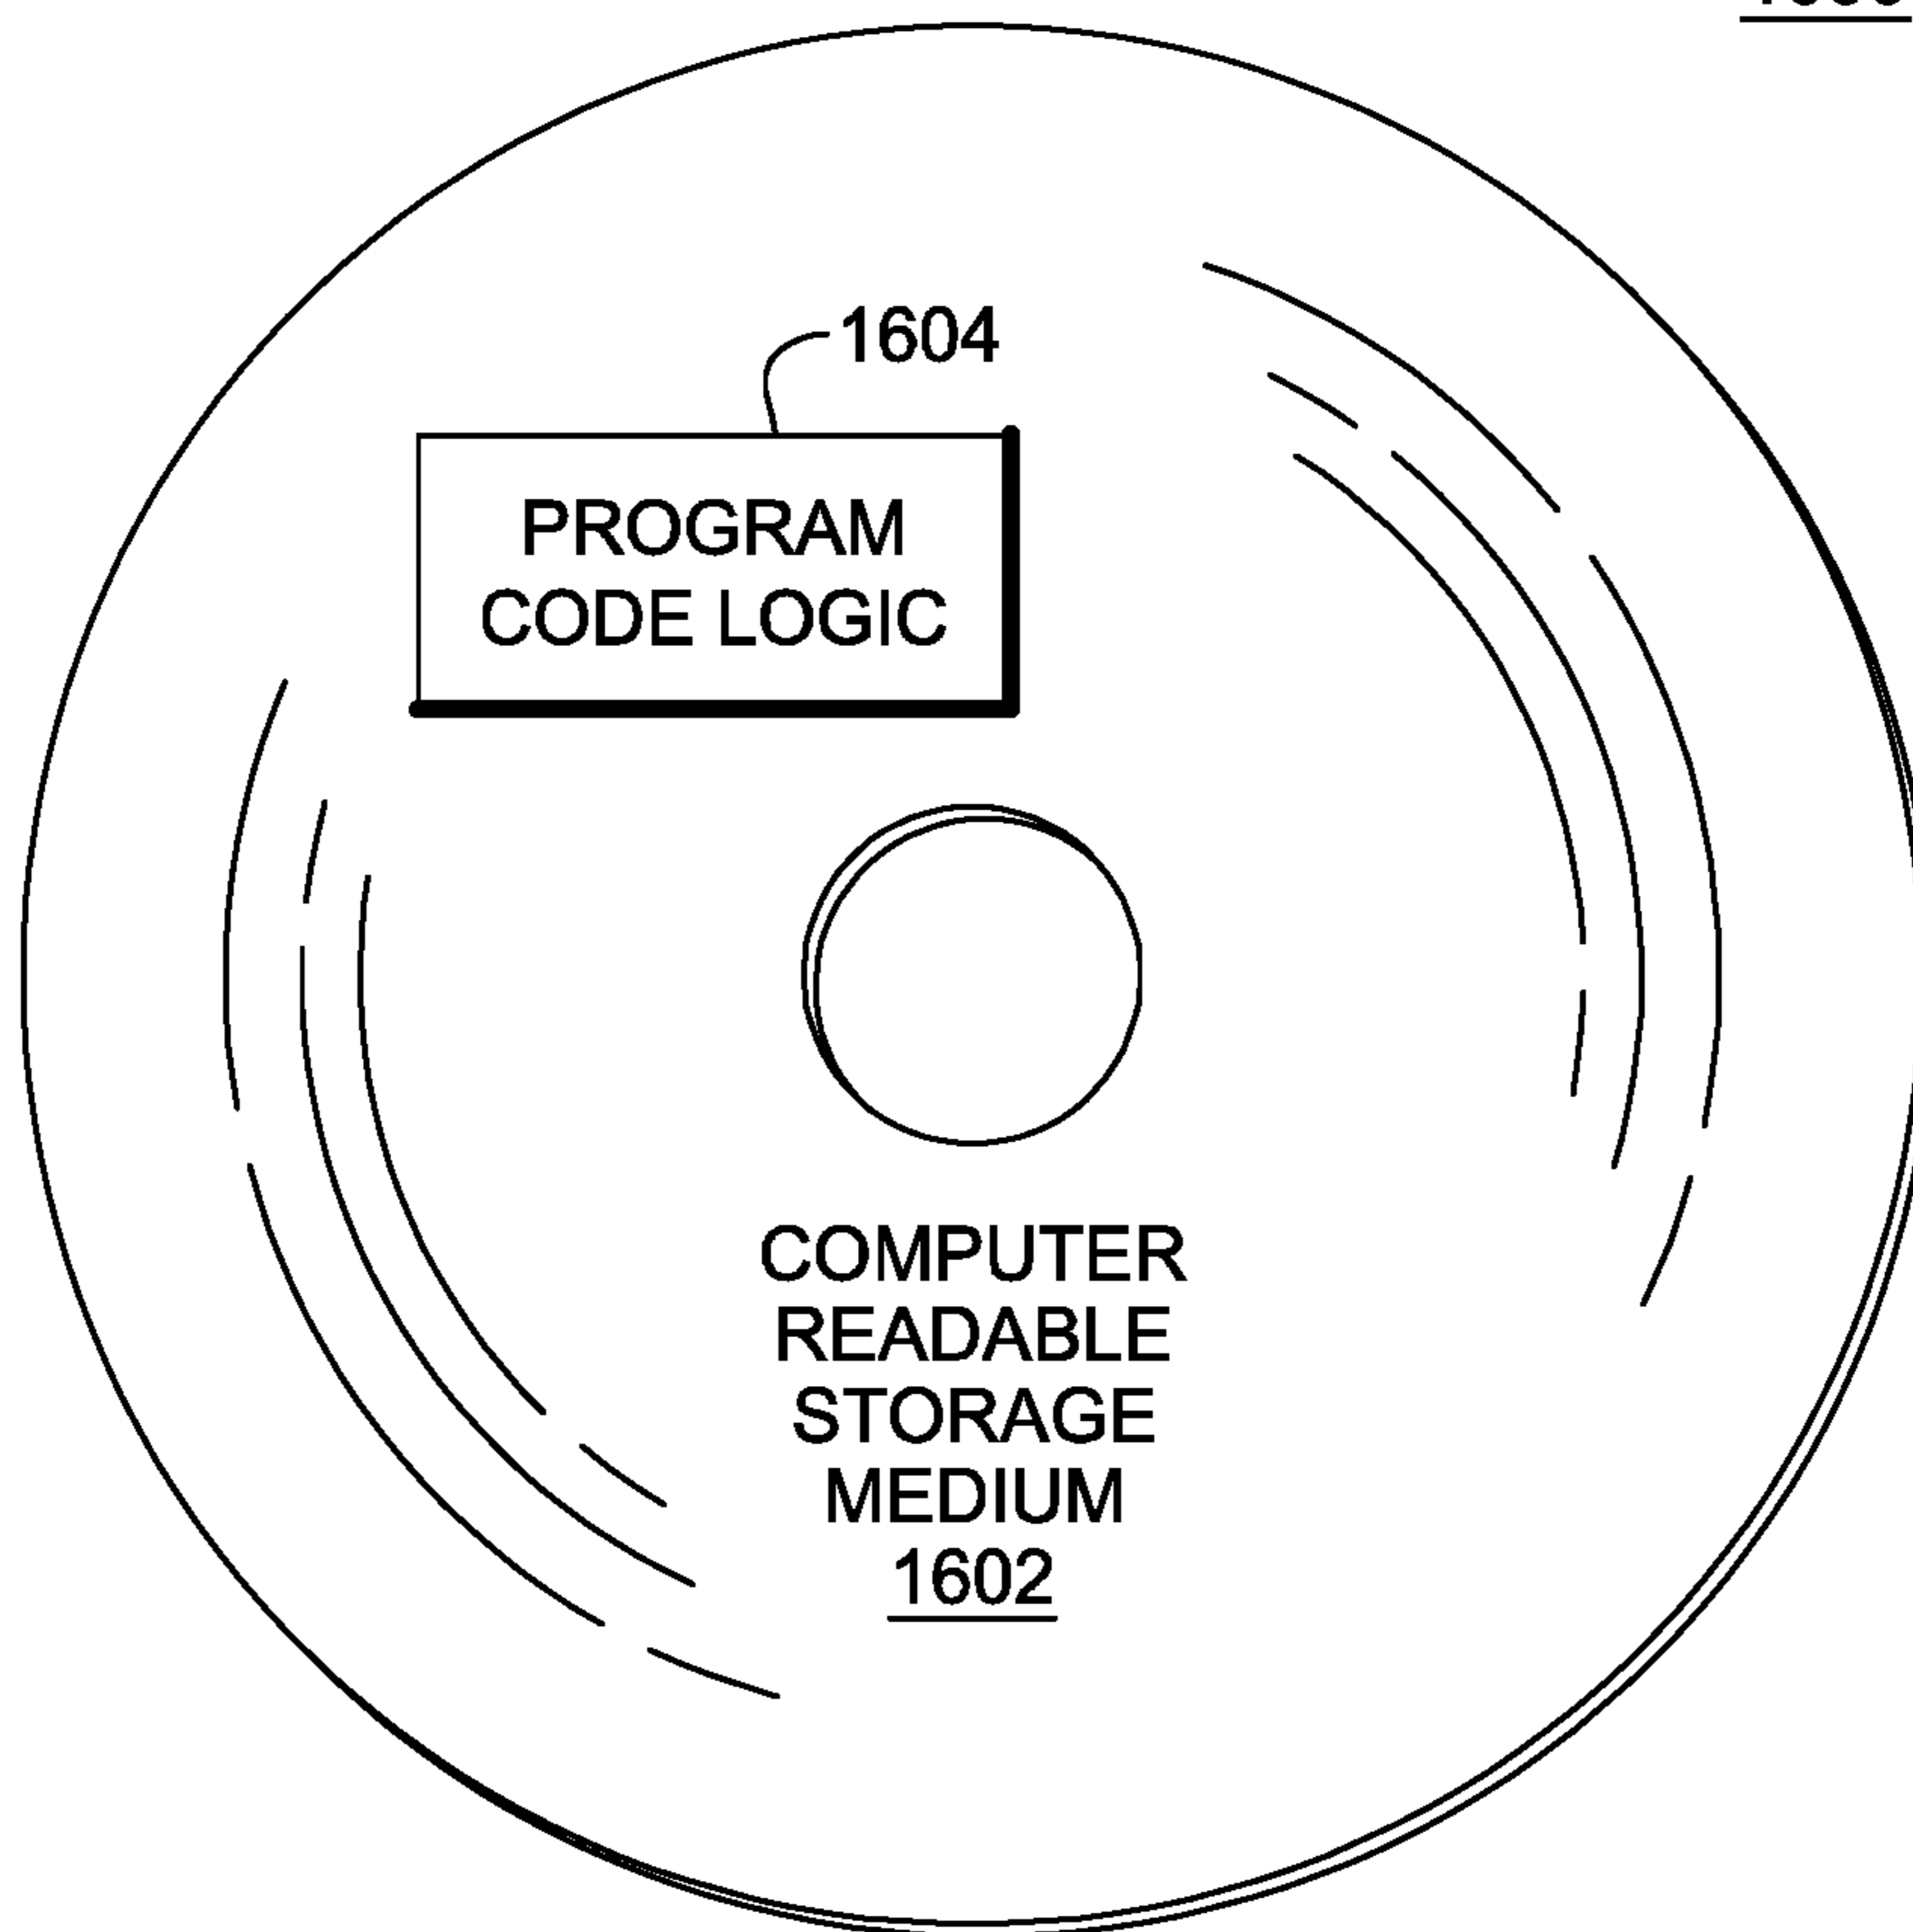 1604
PROGRAM
CODE LOGIC
COMPUTER
READABLE
STORAGE
MEDIUM
1602